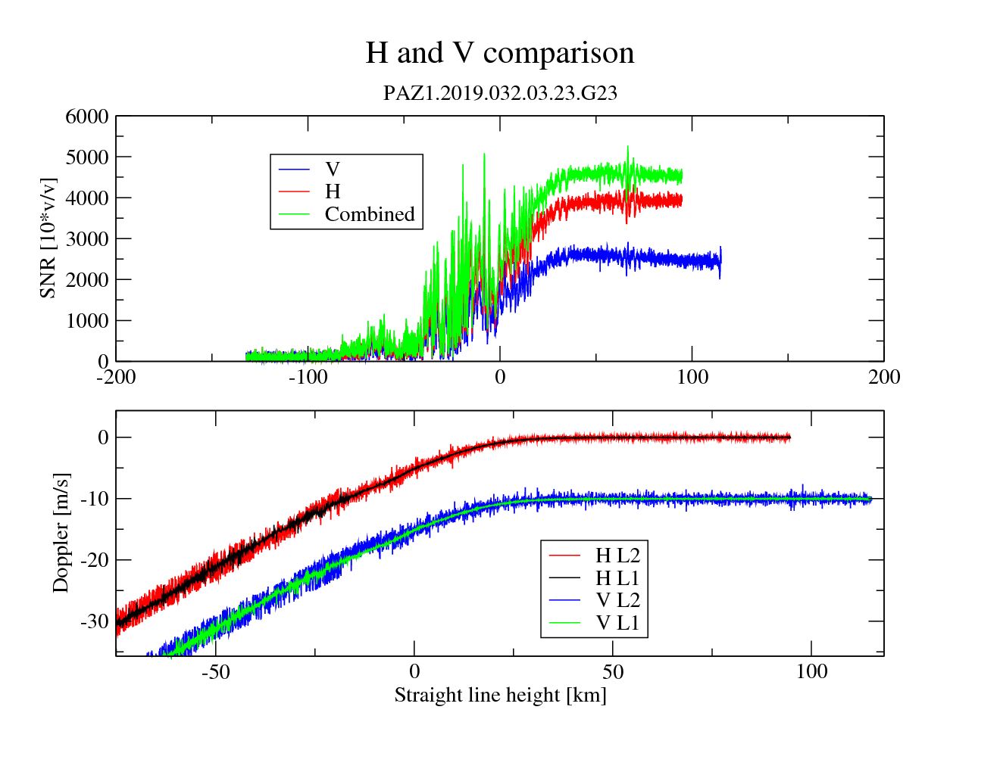 H and V comparison
PAZ1.2019.032.03.23.G23
SNR [10*v/v]
6000
5000
4000
3000
2000
1000
0
V
H
Combined
-200 -100 0 100 200
Doppler [m/s]
0
-10
-20
-30
H L2
H L1
V L2
V L1
-50 0 50 100
Straight line height [km]